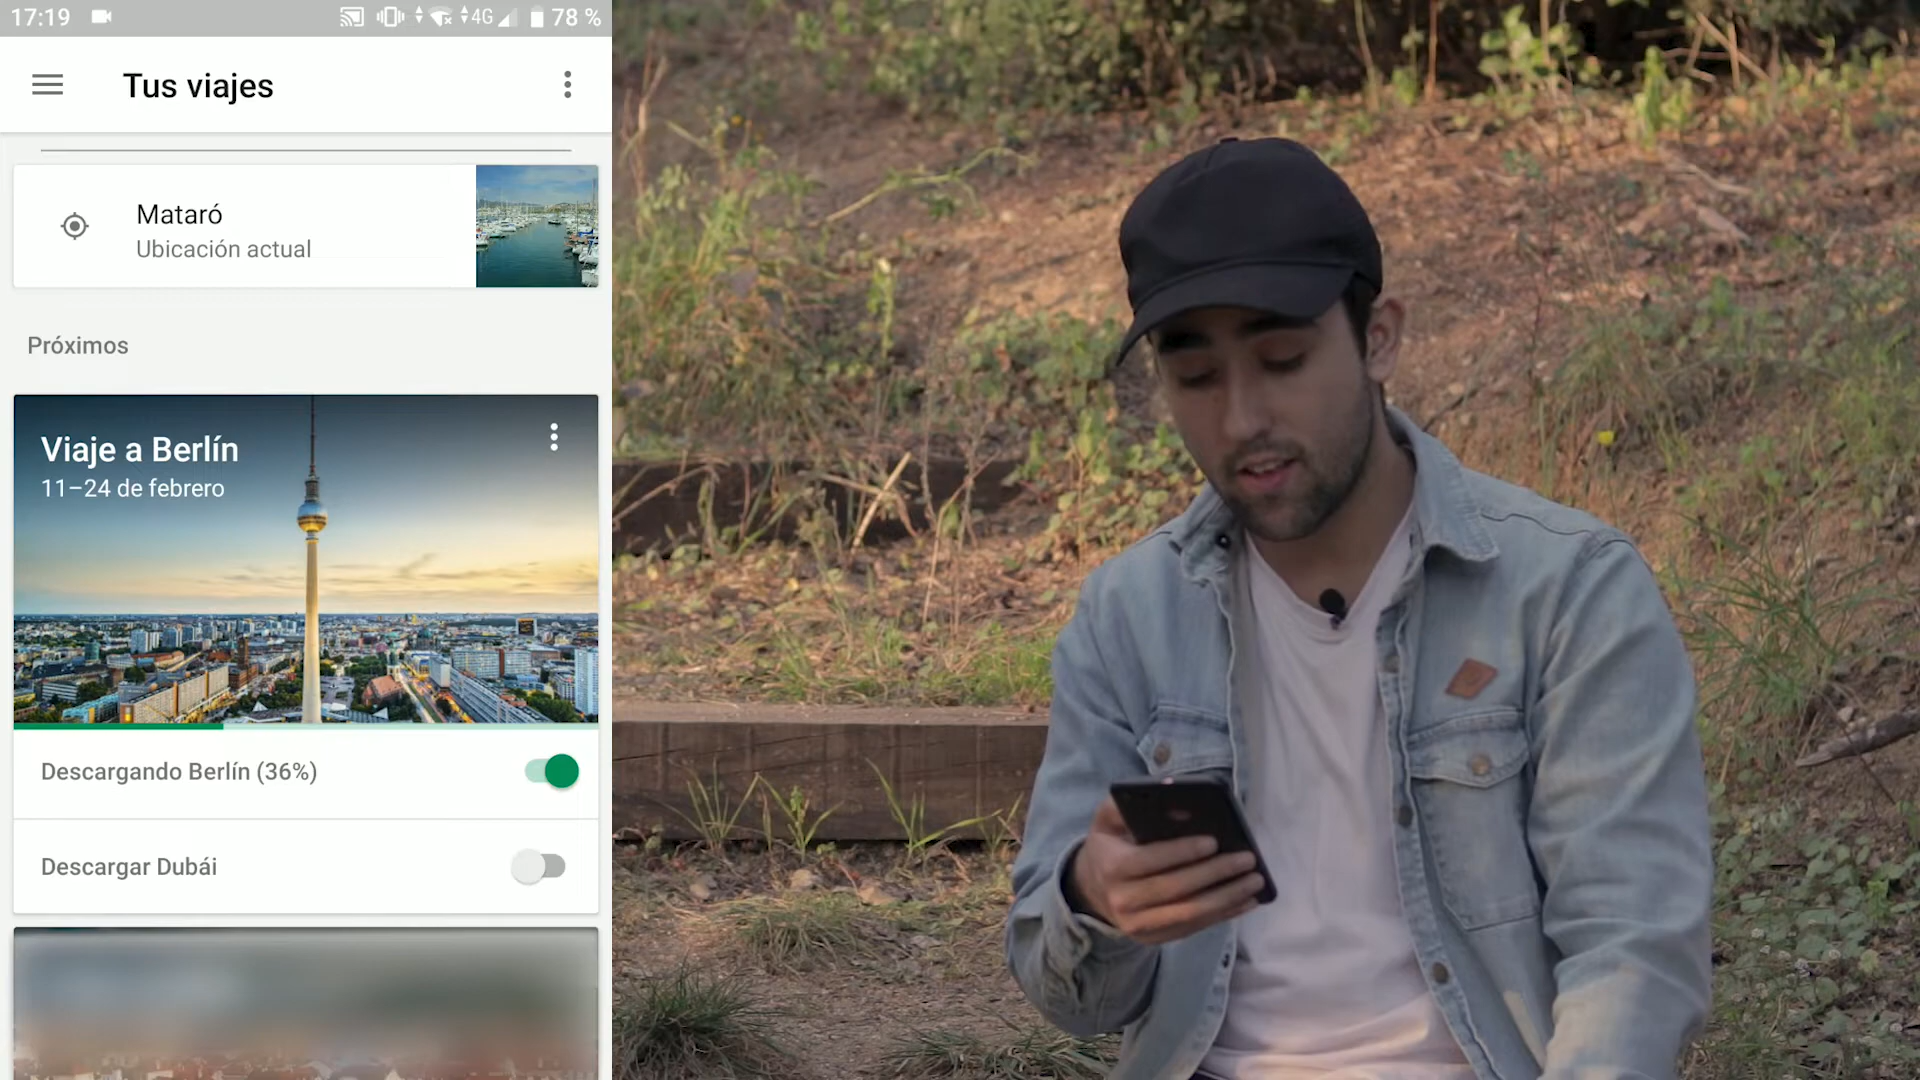 17:19
4G
78 %
Tus viajes
Mataró
Ubicación actual
Próximos
Viaje a Berlín
11–24 de febrero
Descargando Berlín (36%)
Descargar Dubái